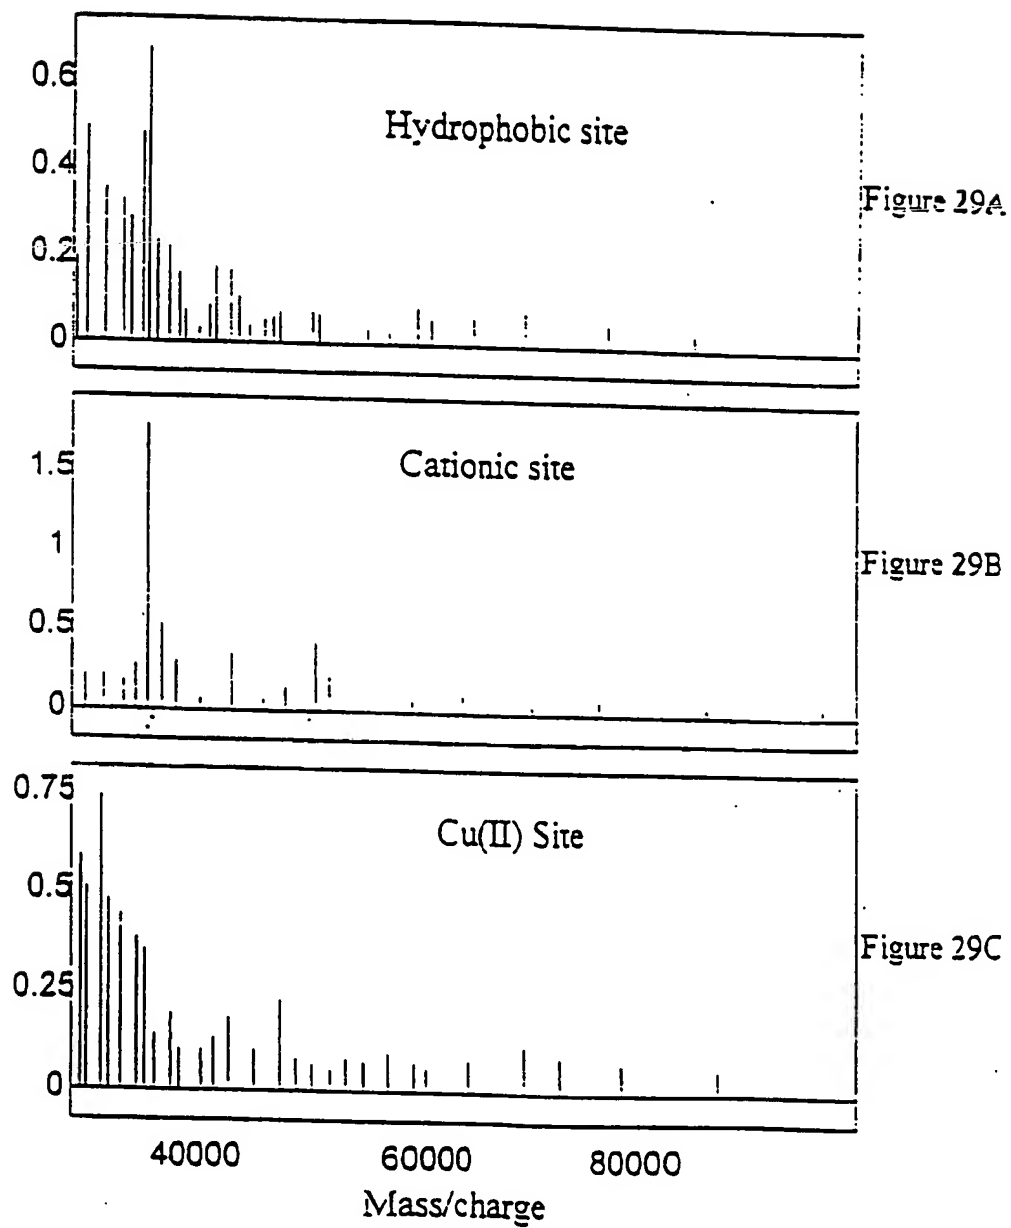 0.6
0.4
0.2
0
Hydrophobic site
Figure 29A
1.5
1
0.5
0
Cationic site
Figure 29B
0.75
0.5
0.25
0
Cu(II) Site
Figure 29C
40000 60000 80000
Mass/charge